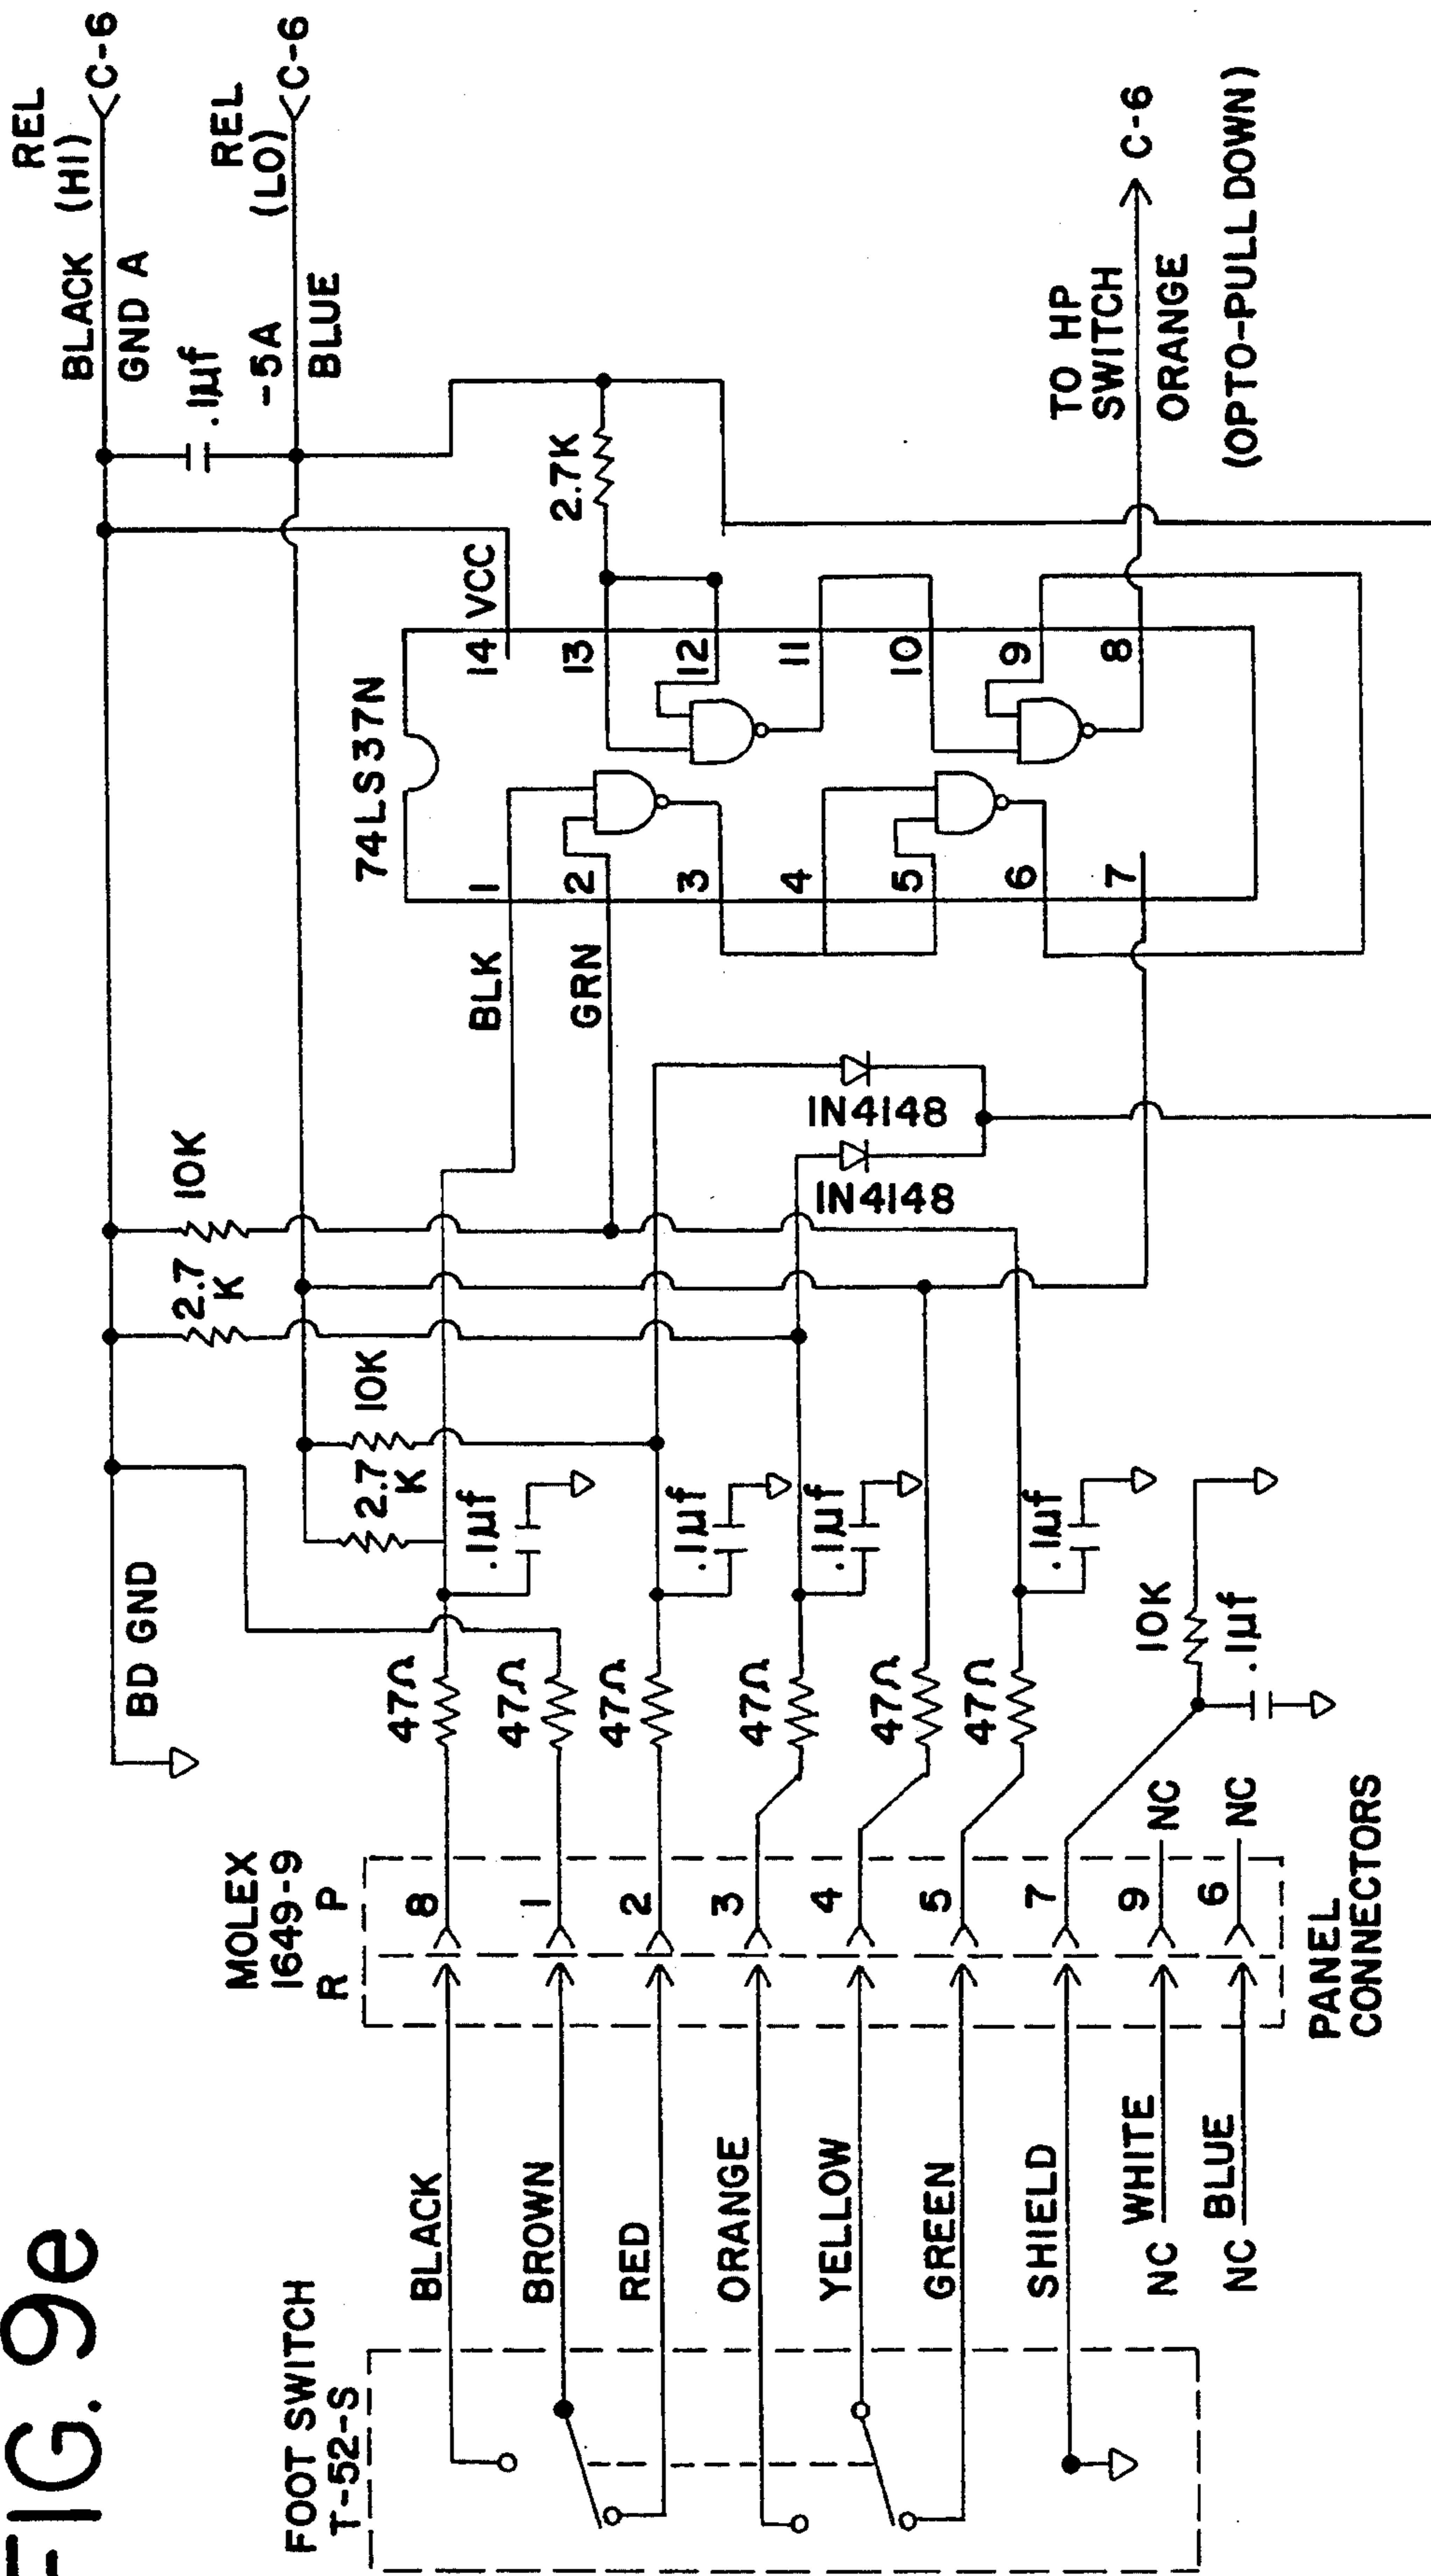 FIG. 9e
FOOT SWITCH
T-52-S
BLACK
BROWN
RED
ORANGE
YELLOW
GREEN
SHIELD
NC WHITE
NC BLUE
MOLEX
1649-9
R P
8
1
2
3
4
5
7
9 NC
6 NC
PANEL
CONNECTORS
BD GND
47Ω
47Ω
47Ω
47Ω
47Ω
47Ω
10K
.1µf
2.7
K
10K
.1µf
.1µf
.1µf
.1µf
2.7
K
10K
1N4148
1N4148
BLK
GRN
74LS37N
1
2
3
4
5
6
7
14 VCC
13
12
11
10
9
8
2.7K
.1µf
BLACK
GND A
REL
(HI)
C-6
-5A
BLUE
REL
(LO)
C-6
TO HP
SWITCH
ORANGE
C-6
(OPTO-PULL DOWN)